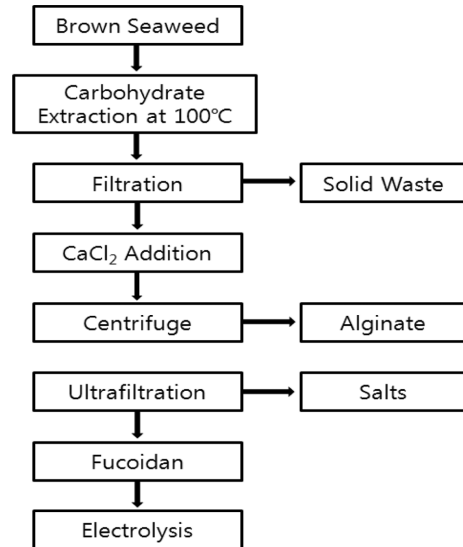 Brown Seaweed
Carbohydrate
Extraction at 100℃
Filtration
Solid Waste
CaCl₂ Addition
Centrifuge
Alginate
Ultrafiltration
Salts
Fucoidan
Electrolysis